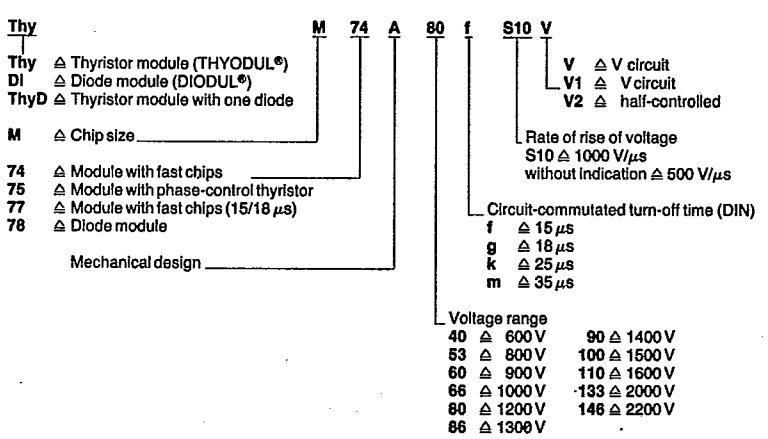 Thy M 74 A 80 f S10 V
Thy ≙ Thyristor module (THYODUL®)
DI ≙ Diode module (DIODUL®)
ThyD ≙ Thyristor module with one diode
M ≙ Chip size
74 ≙ Module with fast chips
75 ≙ Module with phase-control thyristor
77 ≙ Module with fast chips (15/18 μs)
78 ≙ Diode module
Mechanical design
V ≙ V circuit
V1 ≙ V circuit
V2 ≙ half-controlled
Rate of rise of voltage
S10 ≙ 1000 V/μs
without indication ≙ 500 V/μs
Circuit-commutated turn-off time (DIN)
f ≙ 15 μs
g ≙ 18 μs
k ≙ 25 μs
m ≙ 35 μs
Voltage range
40 ≙ 600 V 90 ≙ 1400 V
53 ≙ 800 V 100 ≙ 1500 V
60 ≙ 900 V 110 ≙ 1600 V
66 ≙ 1000 V 133 ≙ 2000 V
80 ≙ 1200 V 146 ≙ 2200 V
86 ≙ 1300 V